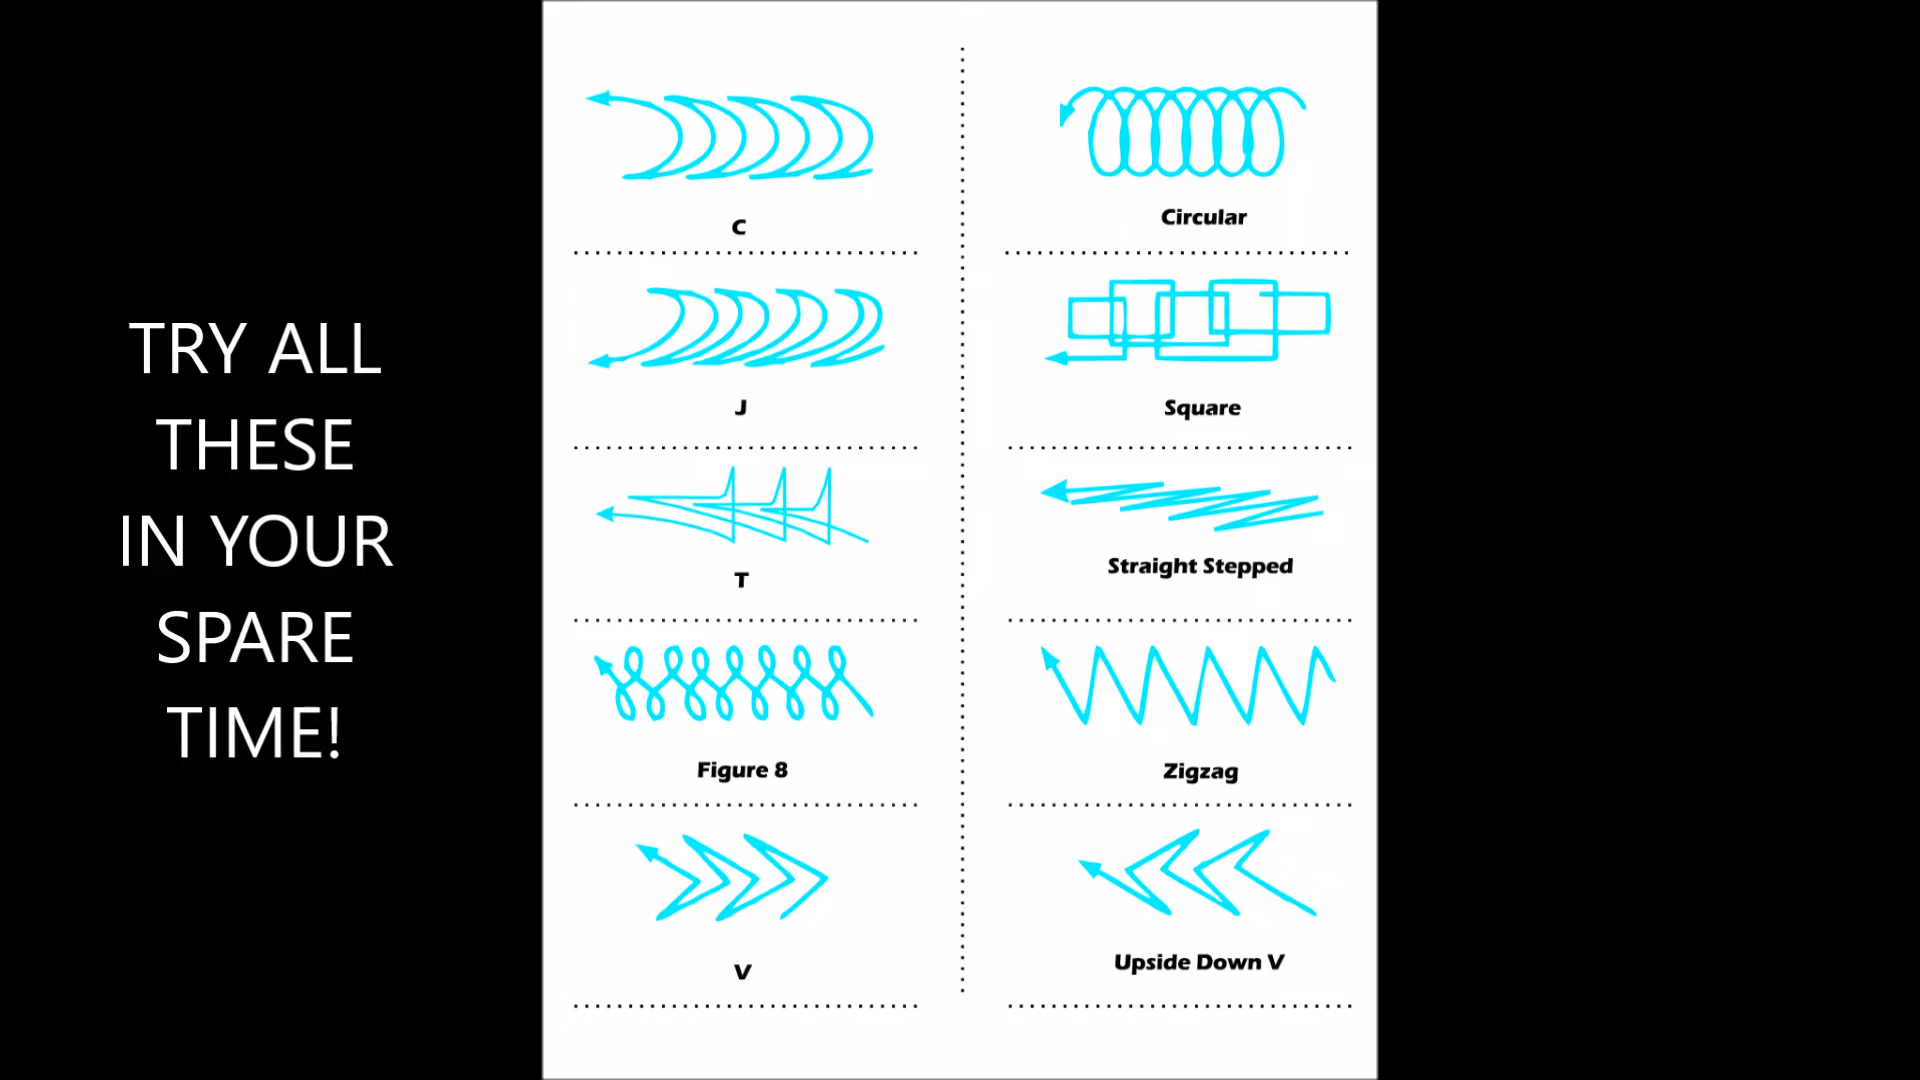 TRY ALL
THESE
IN YOUR
SPARE
TIME!
C
Circular
J
Square
T
Straight Stepped
Figure 8
Zigzag
V
Upside Down V